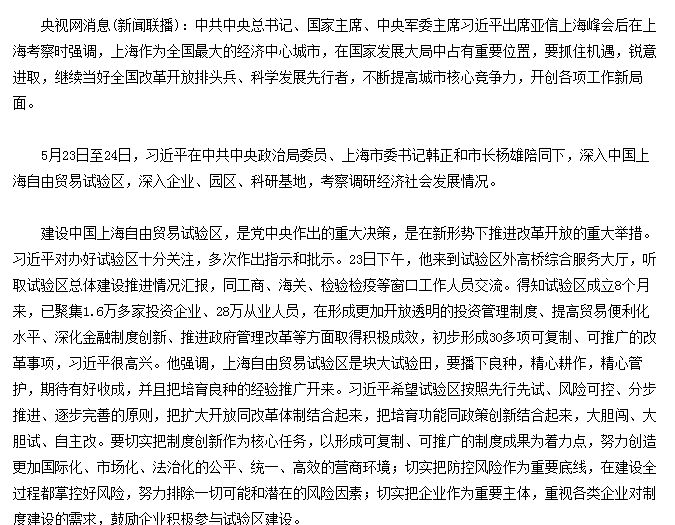 央视网消息(新闻联播)：中共中央总书记、国家主席、中央军委主席习近平出席亚信上海峰会后在上
海考察时强调，上海作为全国最大的经济中心城市，在国家发展大局中占有重要位置，要抓住机遇，锐意
进取，继续当好全国改革开放排头兵、科学发展先行者，不断提高城市核心竞争力，开创各项工作新局
面。
5月23日至24日，习近平在中共中央政治局委员、上海市委书记韩正和市长杨雄陪同下，深入中国上
海自由贸易试验区，深入企业、园区、科研基地，考察调研经济社会发展情况。
建设中国上海自由贸易试验区，是党中央作出的重大决策，是在新形势下推进改革开放的重大举措。
习近平对办好试验区十分关注，多次作出指示和批示。23日下午，他来到试验区外高桥综合服务大厅，听
取试验区总体建设推进情况汇报，同工商、海关、检验检疫等窗口工作人员交流。得知试验区成立8个月
来，已聚集1.6万多家投资企业、28万从业人员，在形成更加开放透明的投资管理制度、提高贸易便利化
水平、深化金融制度创新、推进政府管理改革等方面取得积极成效，初步形成30多项可复制、可推广的改
革事项，习近平很高兴。他强调，上海自由贸易试验区是块大试验田，要播下良种，精心耕作，精心管
护，期待有好收成，并且把培育良种的经验推广开来。习近平希望试验区按照先行先试、风险可控、分步
推进、逐步完善的原则，把扩大开放同改革体制结合起来，把培育功能同政策创新结合起来，大胆闯、大
胆试、自主改。要切实把制度创新作为核心任务，以形成可复制、可推广的制度成果为着力点，努力创造
更加国际化、市场化、法治化的公平、统一、高效的营商环境；切实把防控风险作为重要底线，在建设全
过程都掌控好风险，努力排除一切可能和潜在的风险因素；切实把企业作为重要主体，重视各类企业对制
度建设的需求，鼓励企业积极参与试验区建设。